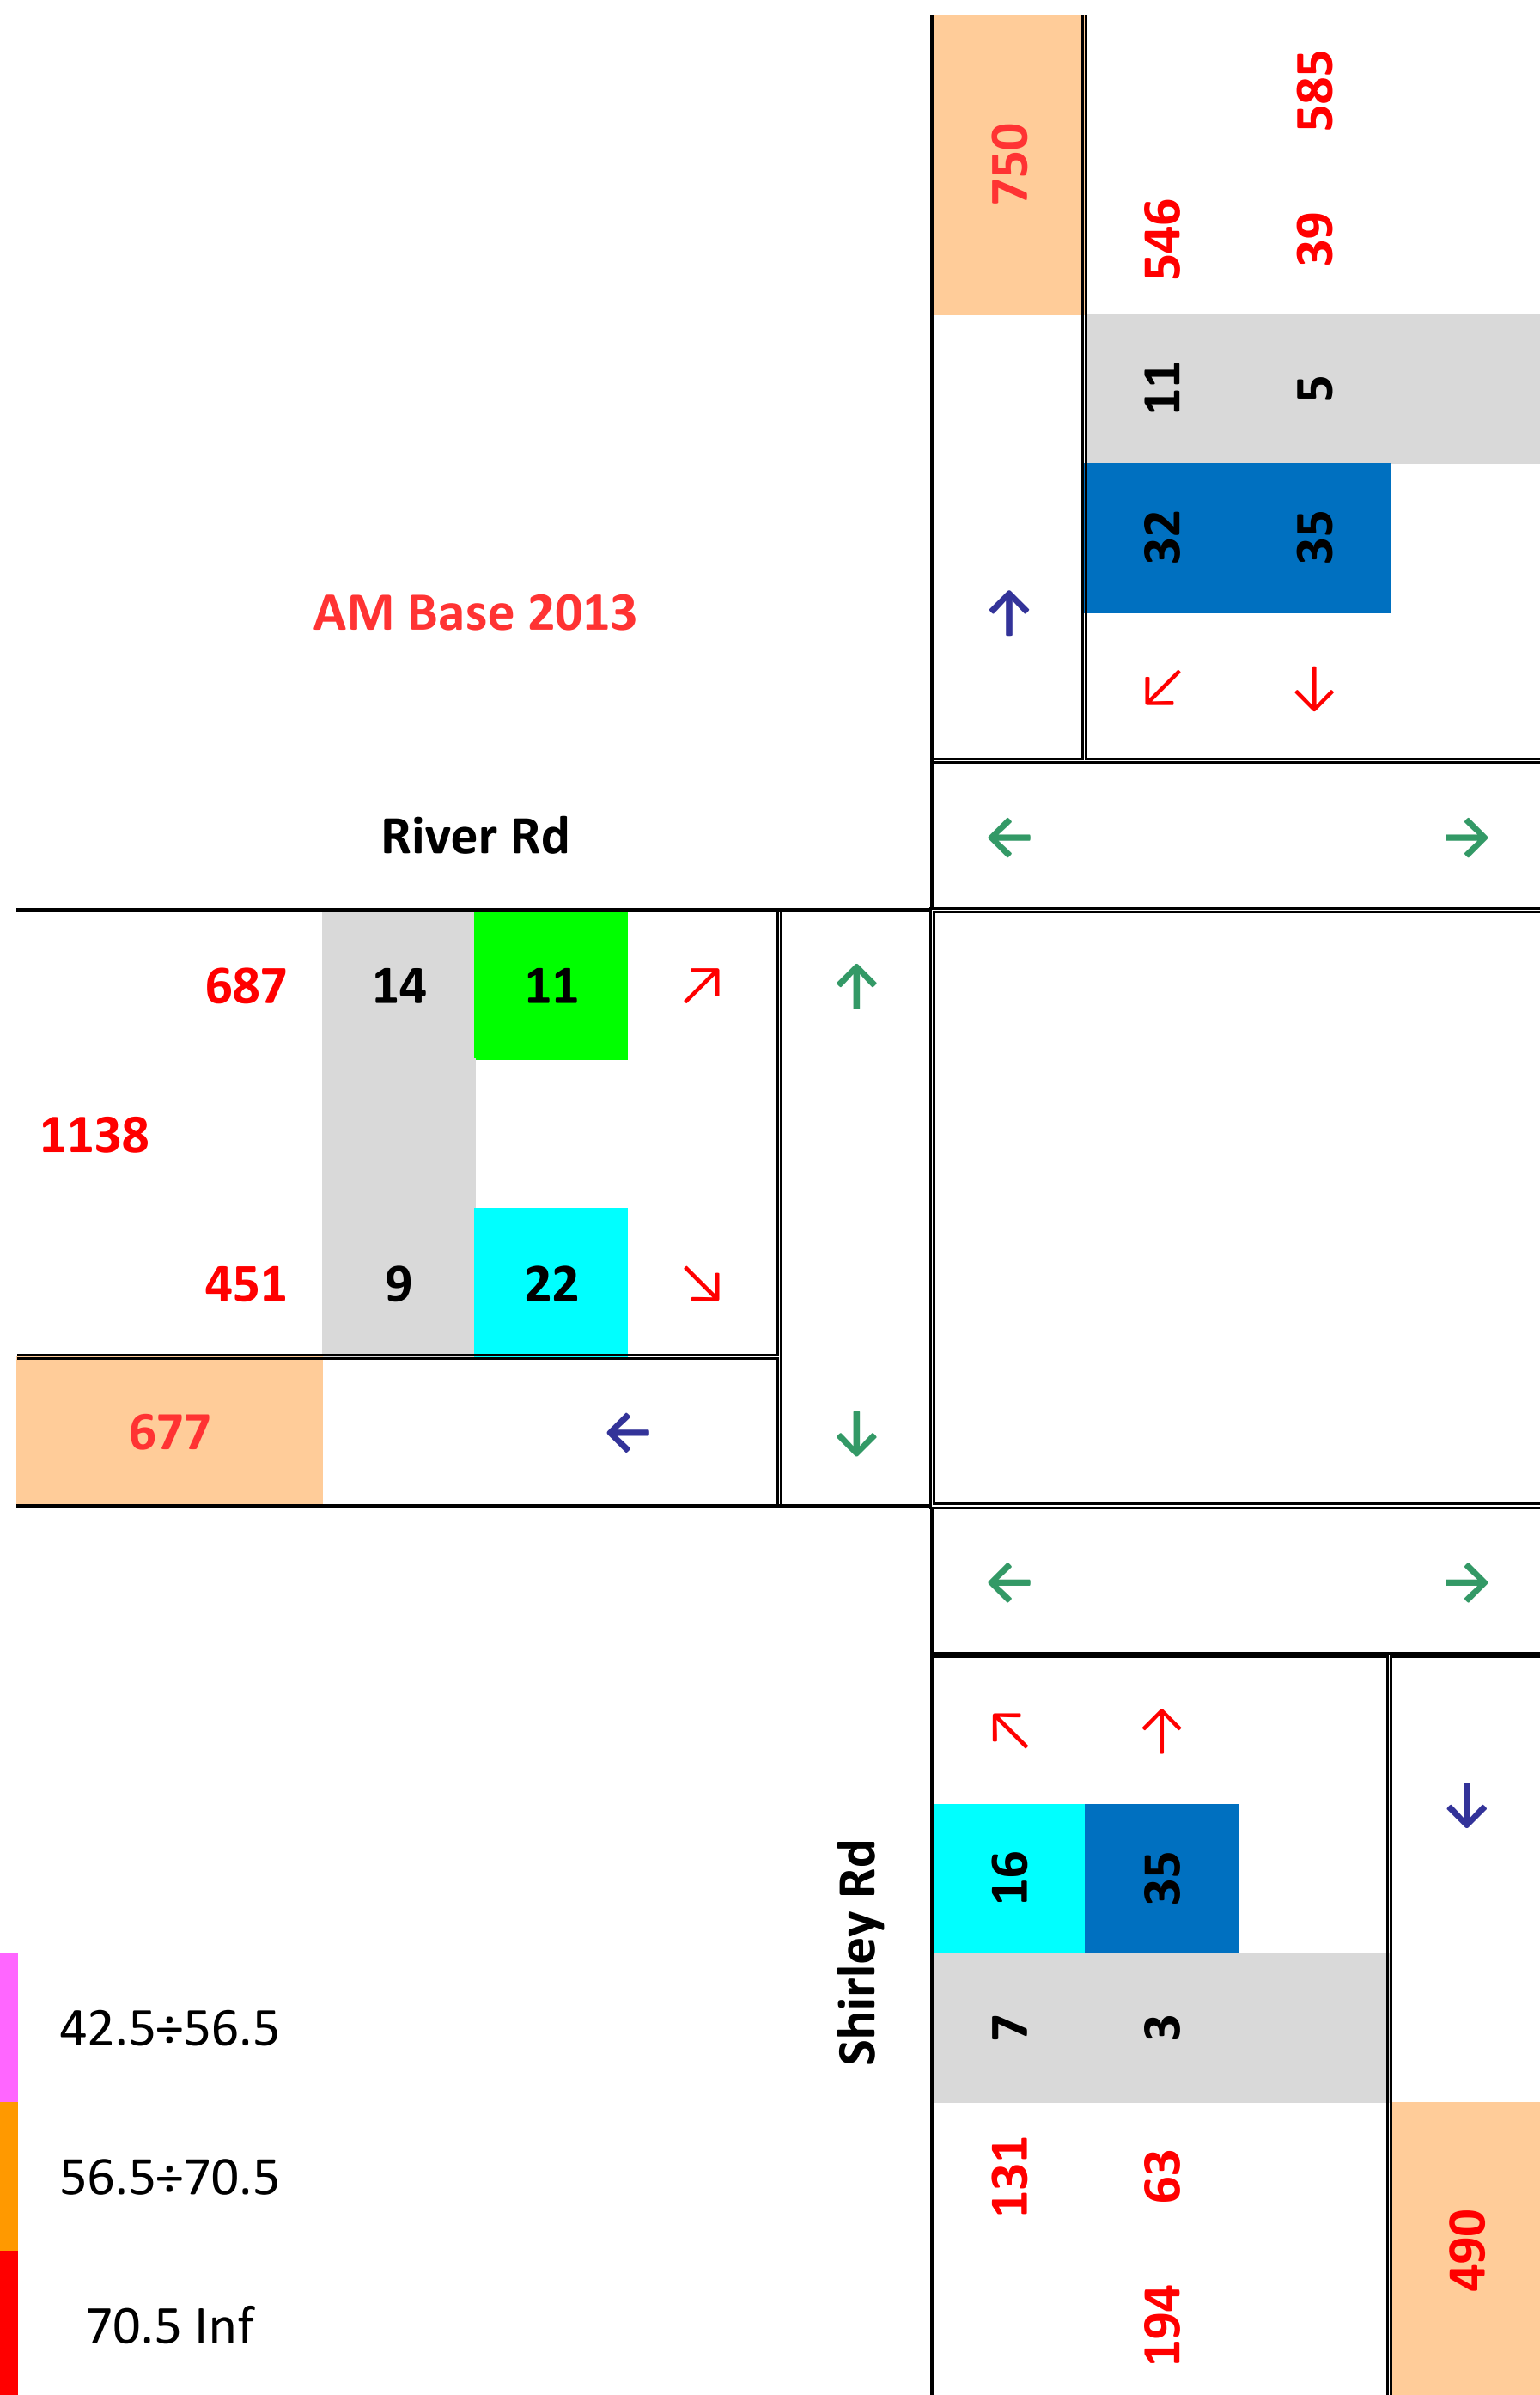 585
750
546 39
11 5
32 35
AM Base 2013
↑
↙ ↓
River Rd
← →
687 14 11 ↗ ↑
1138
451 9 22 ↘
677 ← ↓
← →
↖ ↑
↓
16 35
Shirley Rd
42.5÷56.5
7 3
56.5÷70.5
131 63
490
70.5 Inf
194